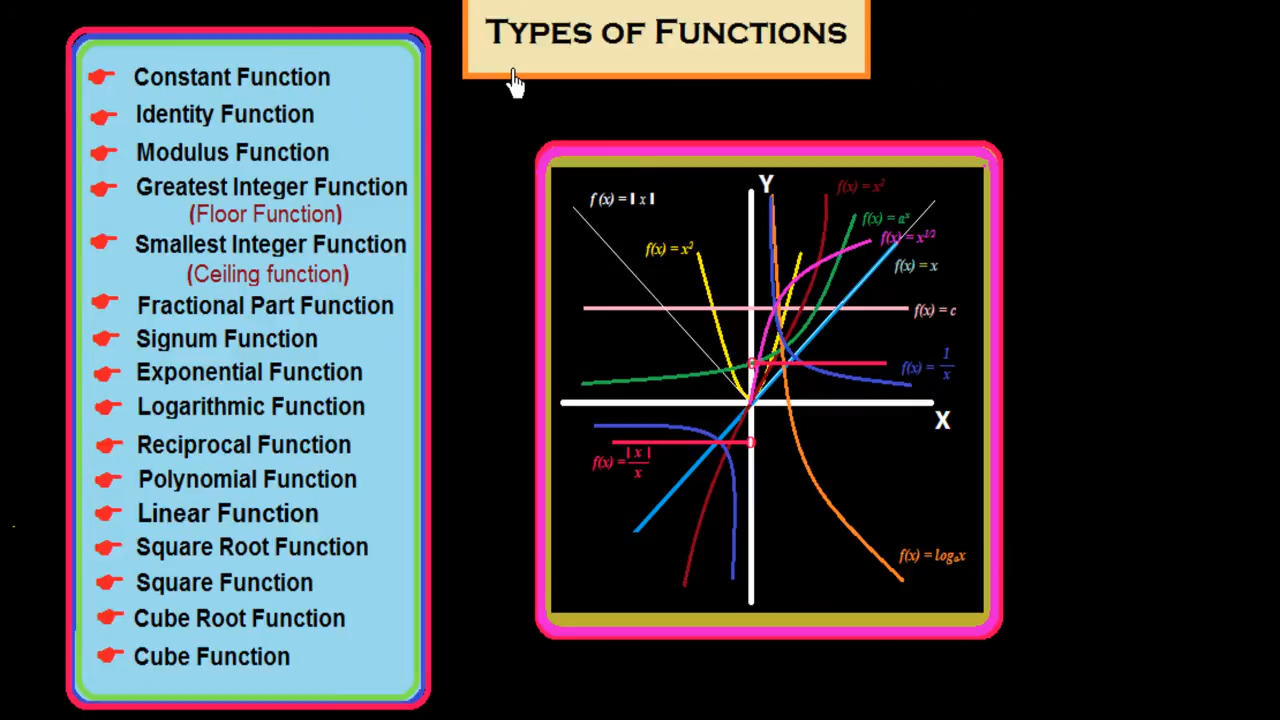 Types of Functions
Constant Function
Identity Function
Modulus Function
Greatest Integer Function
(Floor Function)
Smallest Integer Function
(Ceiling function)
Fractional Part Function
Signum Function
Exponential Function
Logarithmic Function
Reciprocal Function
Polynomial Function
Linear Function
Square Root Function
Square Function
Cube Root Function
Cube Function
Y
f(x) = x²
f(x) = | x |
f(x) = aˣ
f(x) = x¹ᐟ²
f(x) = x²
f(x) = x
f(x) = c
f(x) = 1/x
X
f(x) = | x |/x
f(x) = logₐx